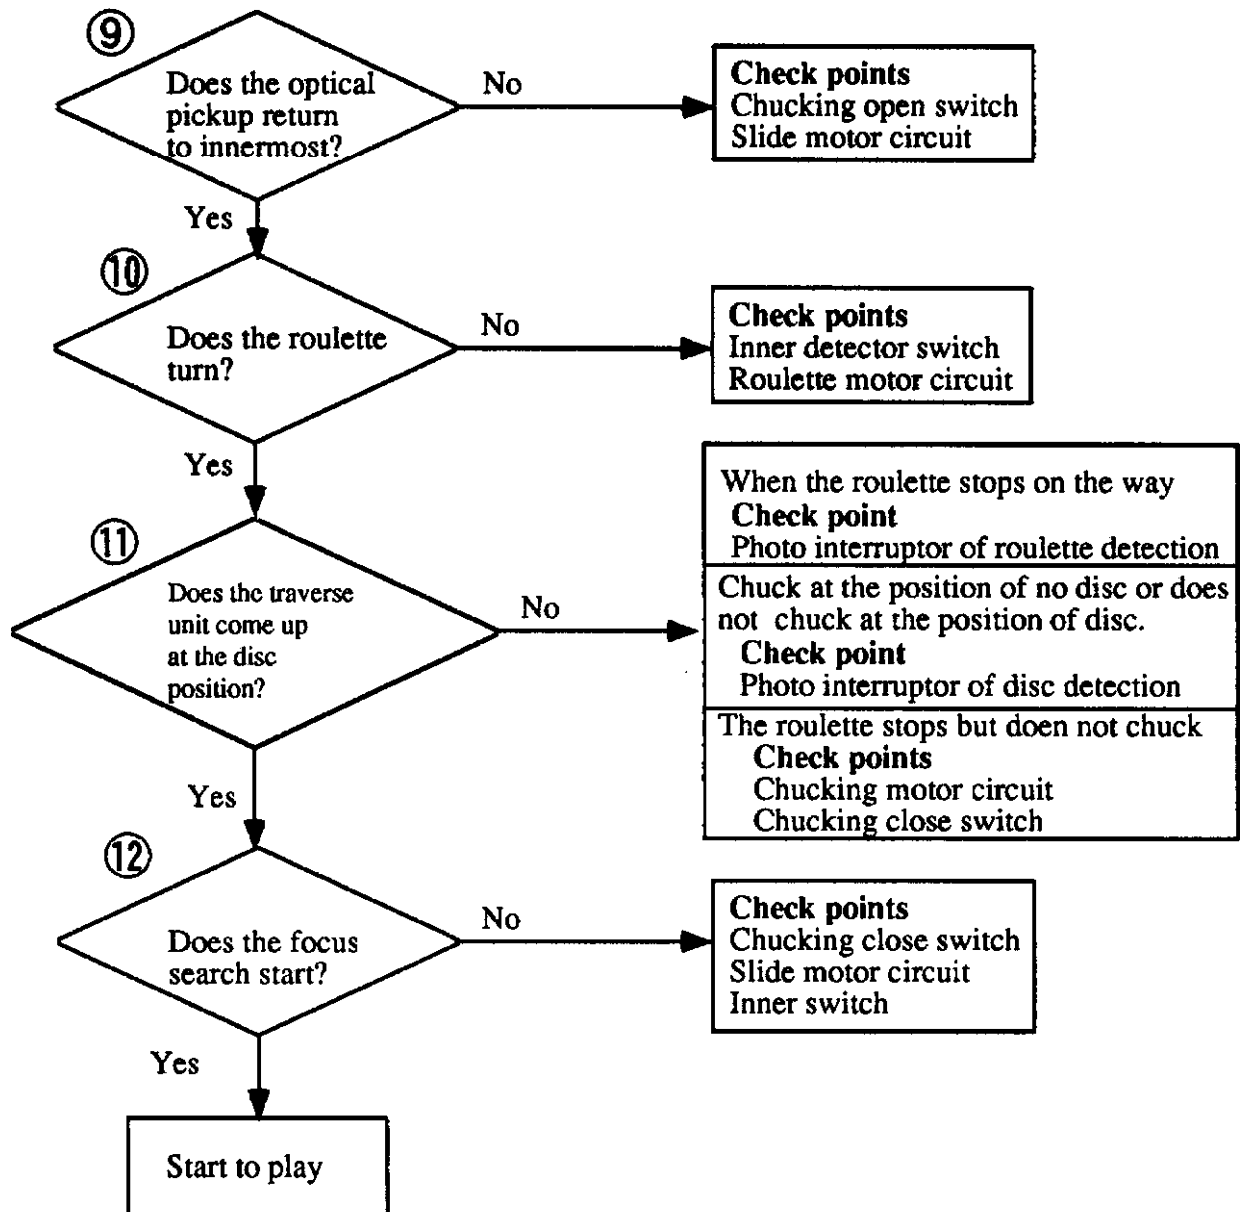 ⑨
Does the optical
pickup return
to innermost?
No
Check points
Chucking open switch
Slide motor circuit
Yes
⑩
Does the roulette
turn?
No
Check points
Inner detector switch
Roulette motor circuit
Yes
⑪
Does the traverse
unit come up
at the disc
position?
No
When the roulette stops on the way
Check point
Photo interruptor of roulette detection
Chuck at the position of no disc or does
not chuck at the position of disc.
Check point
Photo interruptor of disc detection
The roulette stops but doen not chuck
Check points
Chucking motor circuit
Chucking close switch
Yes
⑫
Does the focus
search start?
No
Check points
Chucking close switch
Slide motor circuit
Inner switch
Yes
Start to play